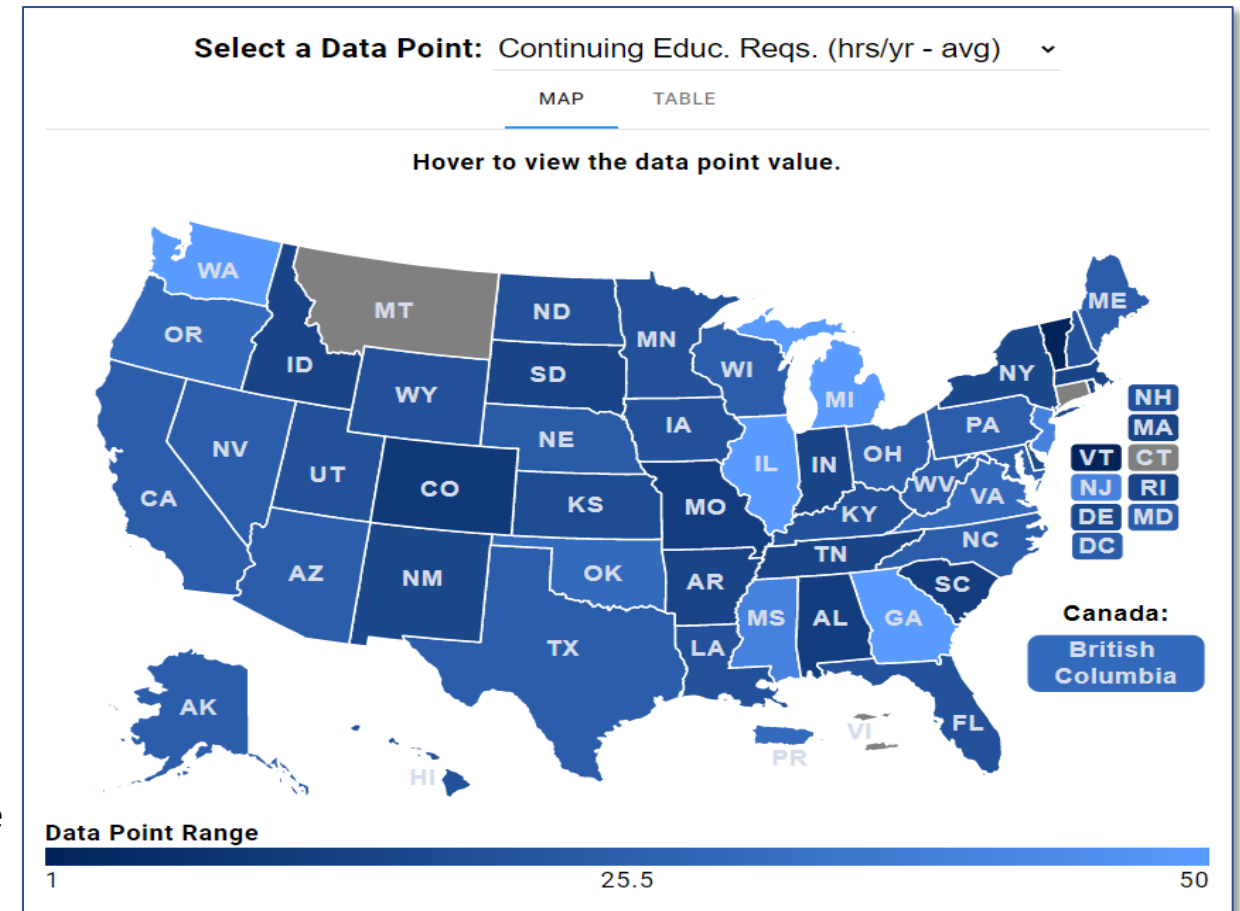 Select a Data Point: Continuing Educ. Reqs. (hrs/yr - avg)
MAP TABLE
Hover to view the data point value.
WA
MT
ND
ME
OR
MN
ID
SD
WI
NY
WY
MI
NH
IA
PA
MA
NE
NV
IL
IN
OH
VT CT
UT
CO
WV
NJ RI
CA
KS
MO
KY
VA
DE MD
NC
DC
AZ
NM
OK
AR
TN
SC
MS
AL
GA
Canada:
TX
LA
British
Columbia
AK
FL
VI
PR
HI
e
Data Point Range
1 25.5 50